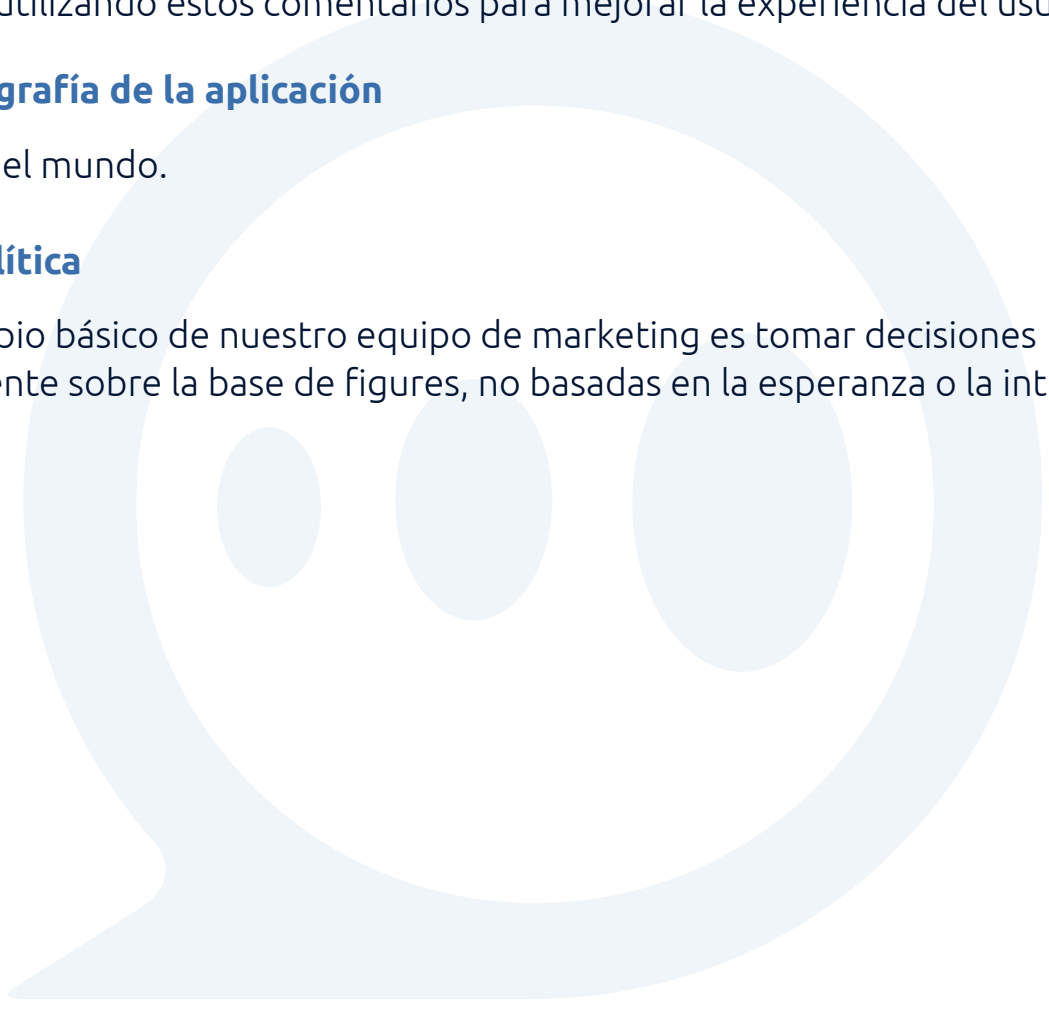 utilizando estos comentarios para mejorar la experiencia del usu
grafía de la aplicación
el mundo.
lítica
pio básico de nuestro equipo de marketing es tomar decisiones
ente sobre la base de figures, no basadas en la esperanza o la int